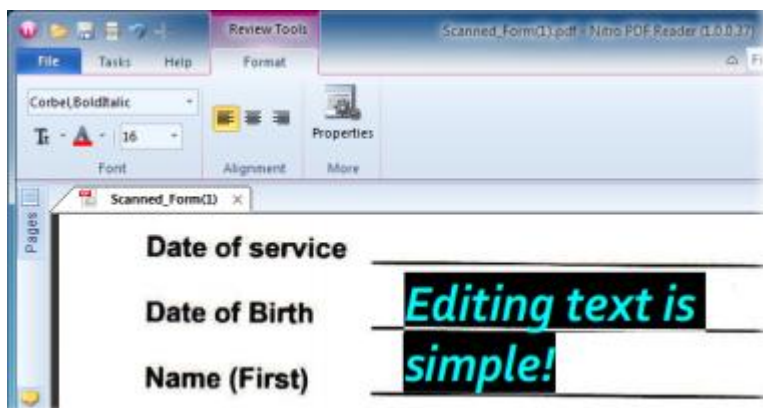 Review Tools
Scanned_Form(1).pdf - Nitro PDF Reader (1.0.0.37)
File Tasks Help Format Fi
Corbel,BoldItalic
16
Properties
Font Alignment More
Scanned_Form(1)
Pages
Date of service
Date of Birth
Editing text is
Name (First)
simple!